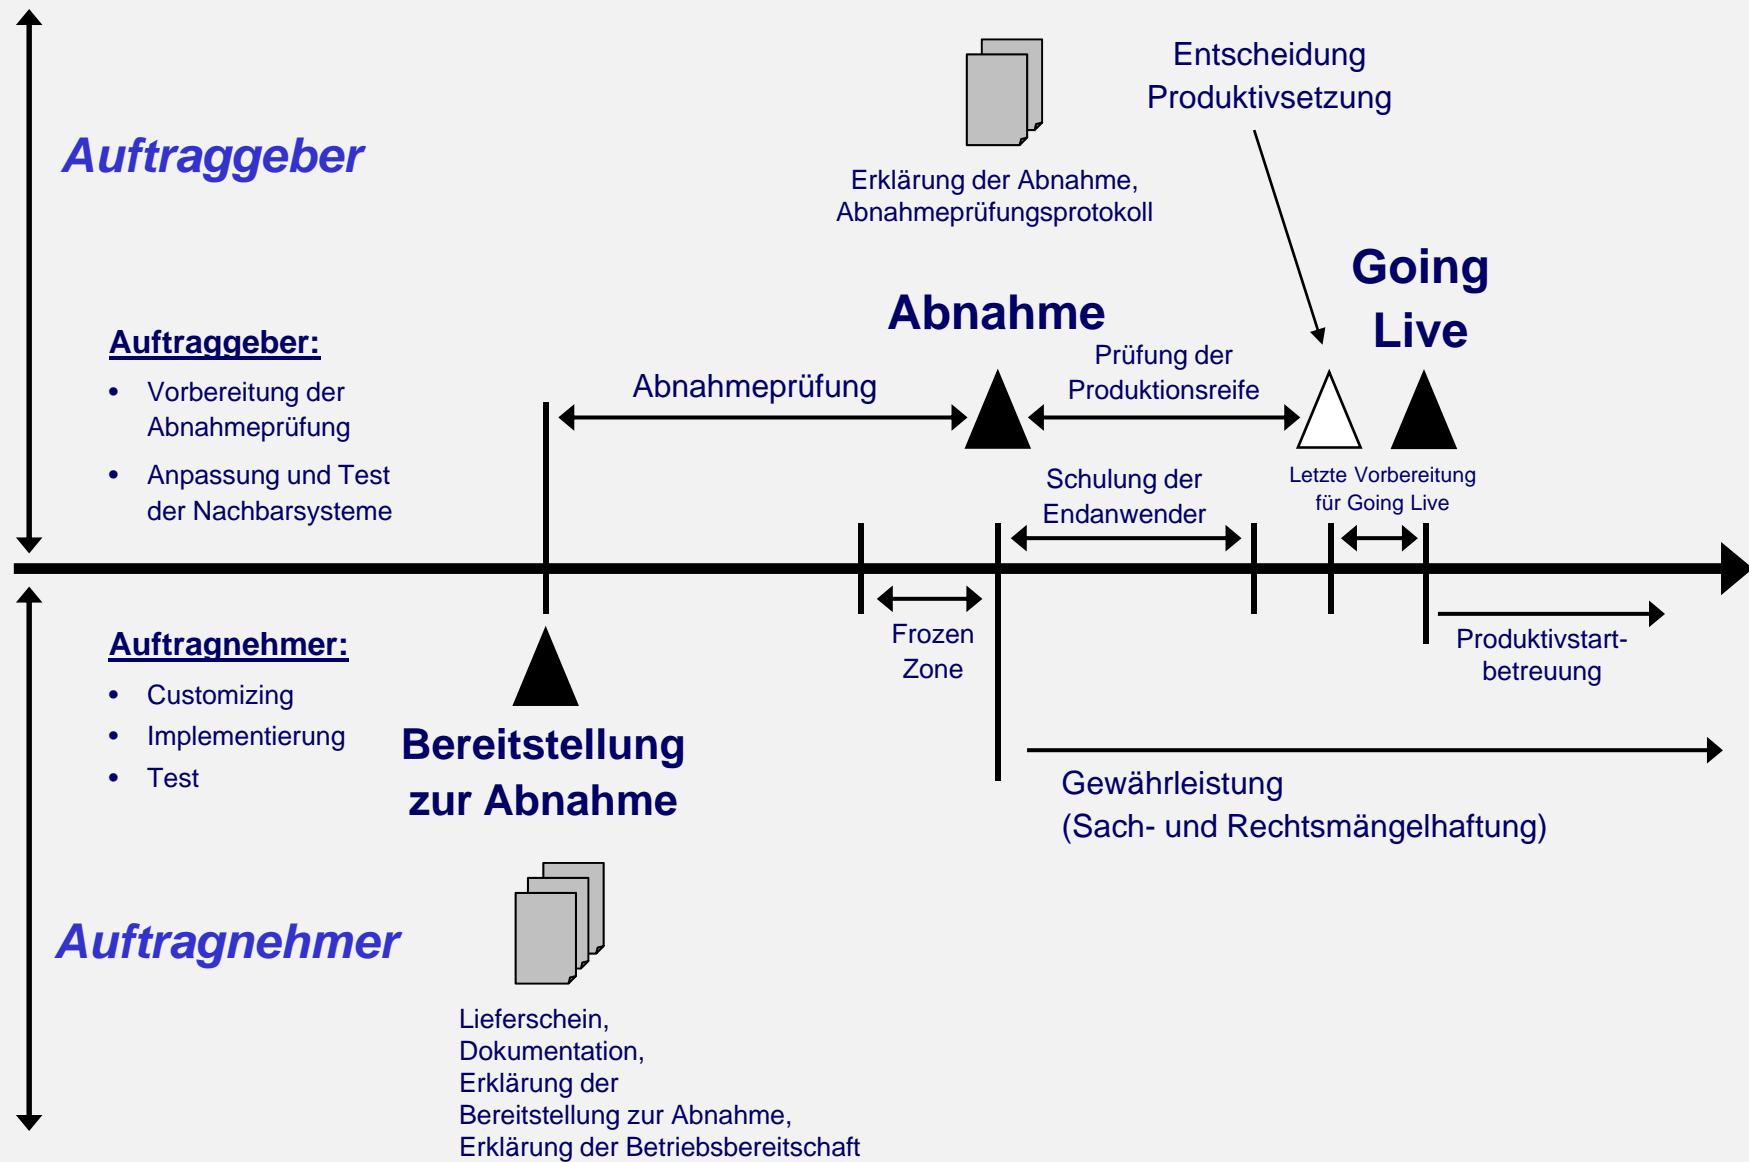 Entscheidung
Produktivsetzung
Auftraggeber
Erklärung der Abnahme,
Abnahmeprüfungsprotokoll
Going
Live
Abnahme
Auftraggeber:
• Vorbereitung der
Abnahmeprüfung
• Anpassung und Test
der Nachbarsysteme
Abnahmeprüfung
Prüfung der
Produktionsreife
Schulung der
Endanwender
Letzte Vorbereitung
für Going Live
Auftragnehmer:
• Customizing
• Implementierung
• Test
Frozen
Zone
Produktivstart-
betreuung
Bereitstellung
zur Abnahme
Gewährleistung
(Sach- und Rechtsmängelhaftung)
Auftragnehmer
Lieferschein,
Dokumentation,
Erklärung der
Bereitstellung zur Abnahme,
Erklärung der Betriebsbereitschaft